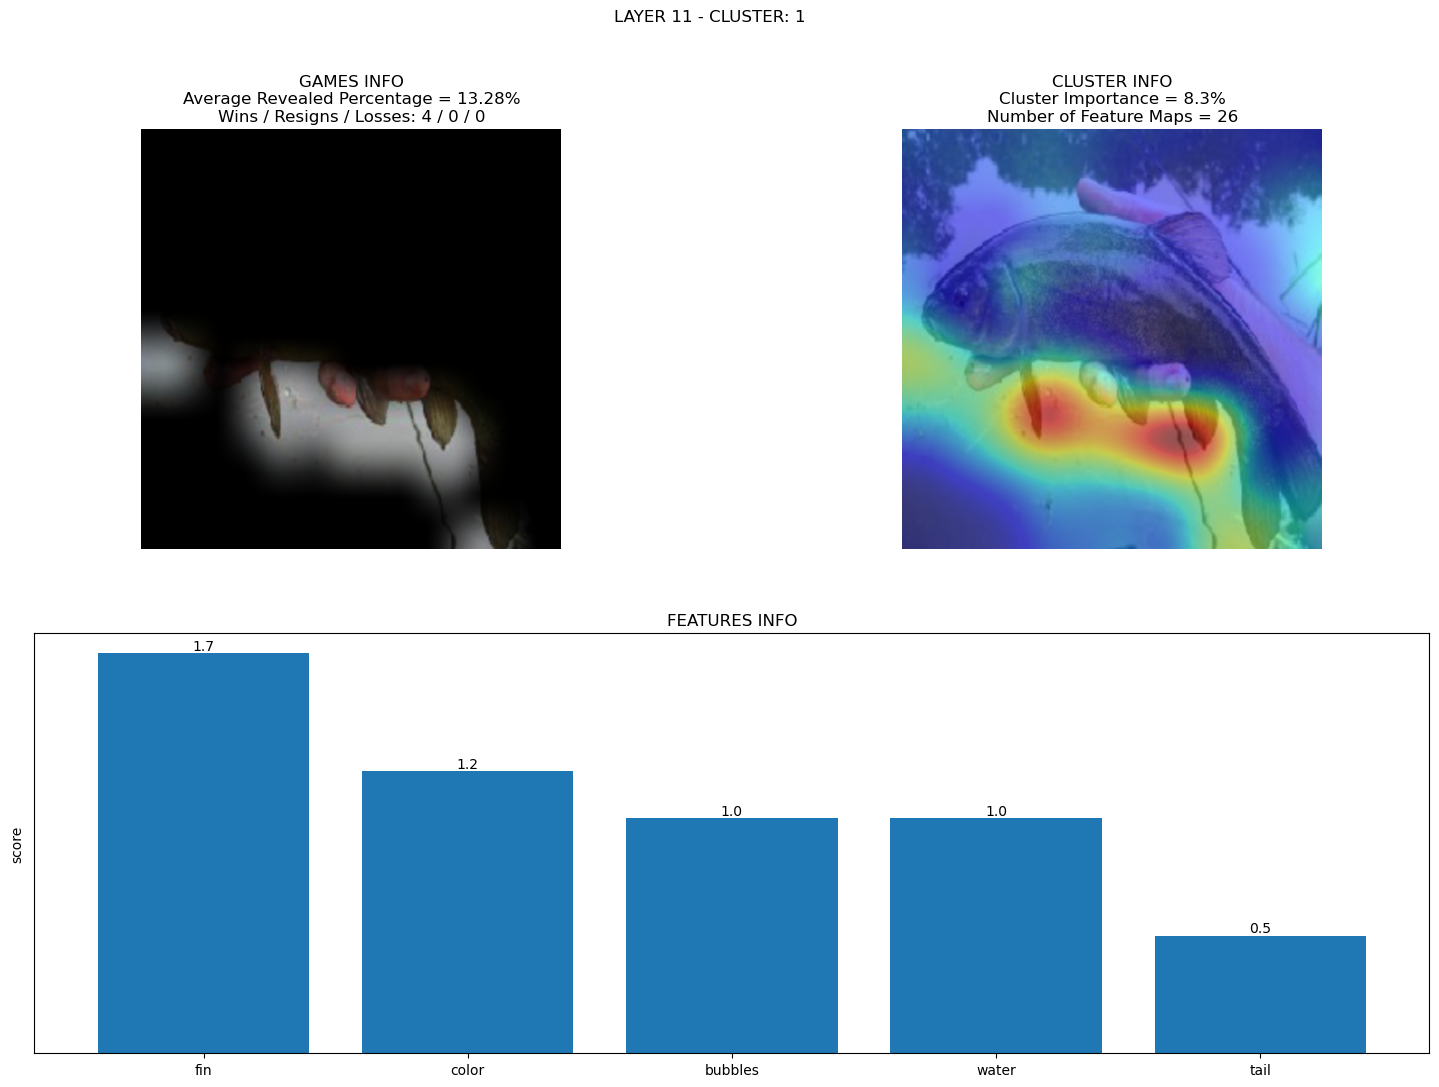 LAYER 11 - CLUSTER: 1
GAMES INFO
Average Revealed Percentage = 13.28%
Wins / Resigns / Losses: 4 / 0 / 0
CLUSTER INFO
Cluster Importance = 8.3%
Number of Feature Maps = 26
FEATURES INFO
score
1.7
1.2
1.0
1.0
0.5
fin
color
bubbles
water
tail